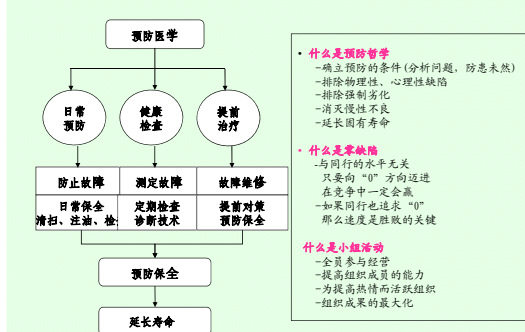 预防医学
日常
预防
健康
检查
提前
治疗
防止故障
测定故障
故障维修
日常保全
清扫、注油、检
定期检查
诊断技术
提前对策
预防保全
预防保全
延长寿命
• 什么是预防哲学
-确立预防的条件(分析问题，防患未然)
-排除物理性、心理性缺陷
-排除强制劣化
-消灭慢性不良
-延长固有寿命
• 什么是零缺陷
-与同行的水平无关
只要向“0”方向迈进
在竞争中一定会赢
-如果同行也追求“0”
那么速度是胜败的关键
什么是小组活动
-全员参与经营
-提高组织成员的能力
-为提高热情而活跃组织
-组织成果的最大化